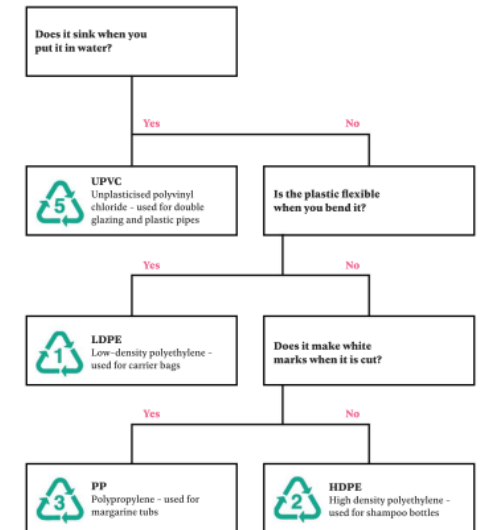 Does it sink when you
put it in water?
Yes
No
5
UPVC
Unplasticised polyvinyl
chloride – used for double
glazing and plastic pipes
Is the plastic flexible
when you bend it?
Yes
No
1
LDPE
Low-density polyethylene –
used for carrier bags
Does it make white
marks when it is cut?
Yes
No
3
PP
Polypropylene – used for
margarine tubs
2
HDPE
High density polyethylene –
used for shampoo bottles